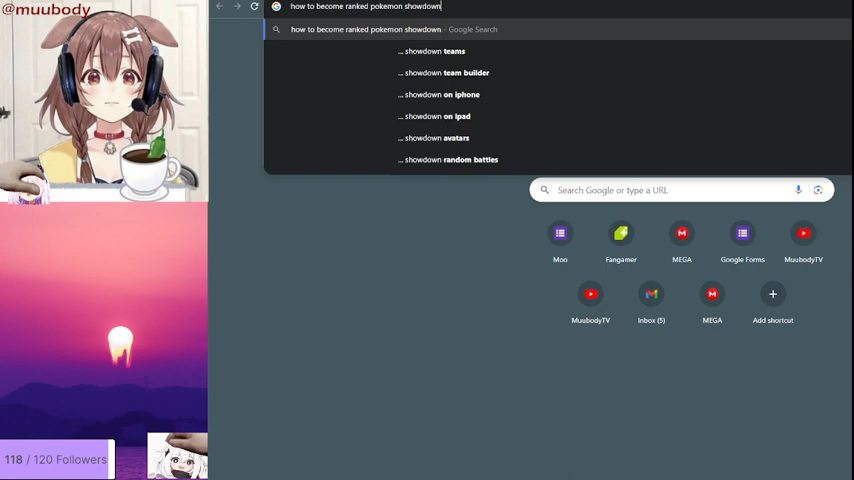 @muubody
how to become ranked pokemon showdown
how to become ranked pokemon showdown - Google Search
... showdown teams
... showdown team builder
... showdown on iphone
... showdown on ipad
... showdown avatars
... showdown random battles
Search Google or type a URL
Moo
Fangamer
MEGA
Google Forms
MuubodyTV
MuubodyTV
Inbox (5)
MEGA
Add shortcut
118 / 120 Followers